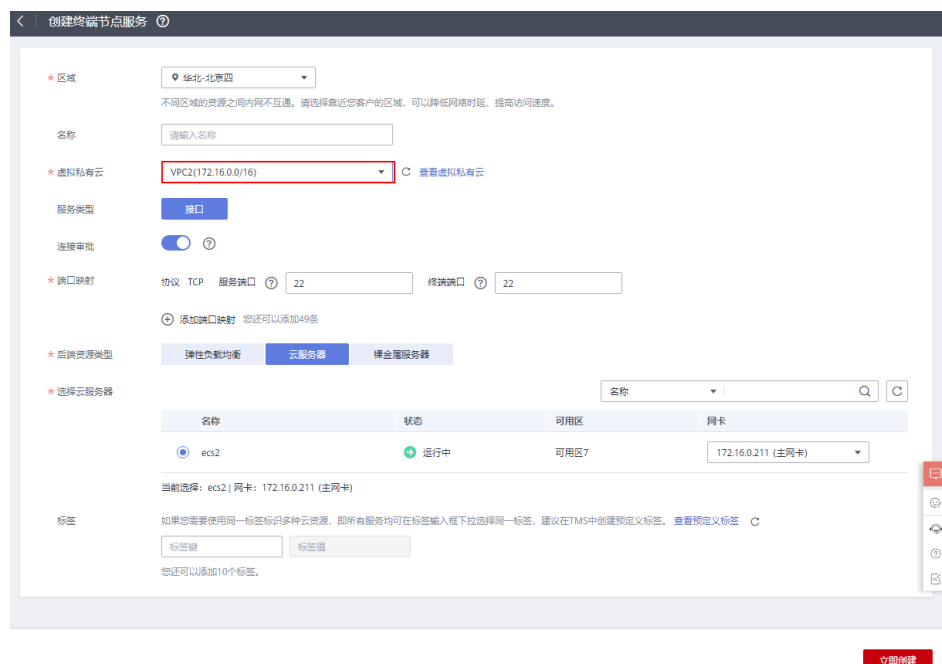 创建终端节点服务
区域 华北-北京四
不同区域的资源之间内网不互通。请选择靠近您客户的区域，可以降低网络时延、提高访问速度。
名称 请输入名称
虚拟私有云 VPC2(172.16.0.0/16) 查看虚拟私有云
服务类型 接口
连接审批
端口映射 协议 TCP 服务端口 22 终端端口 22
添加端口映射 您还可以添加49条
后端资源类型 弹性负载均衡 云服务器 裸金属服务器
选择云服务器 名称
名称 状态 可用区 网卡
ecs2 运行中 可用区7 172.16.0.211 (主网卡)
当前选择：ecs2 | 网卡：172.16.0.211 (主网卡)
标签 如果您需要使用同一标签标识多种云资源，即所有服务均可在标签输入框下拉选择同一标签，建议在TMS中创建预定义标签。 查看预定义标签
标签键 标签值
您还可以添加10个标签。
立即创建